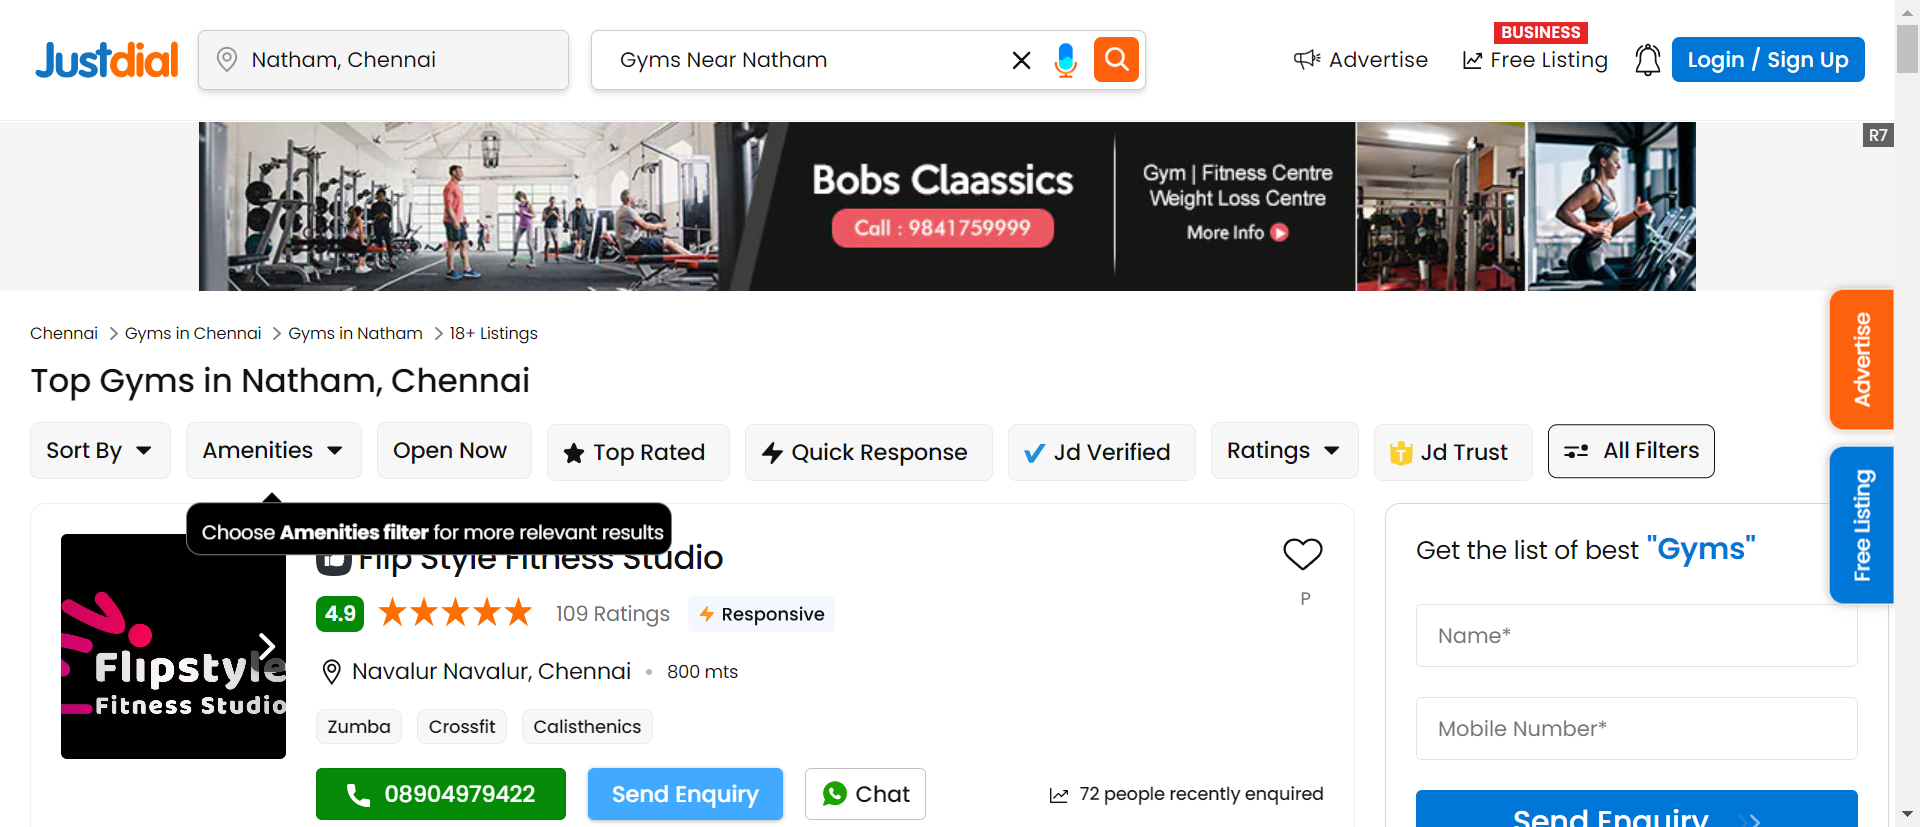 Justdial
Natham, Chennai
Gyms Near Natham
Advertise
BUSINESS
Free Listing
Login / Sign Up
R7
Bobs Claassics
Call : 9841759999
Gym | Fitness Centre
Weight Loss Centre
More Info
Chennai
Gyms in Chennai
Gyms in Natham
18+ Listings
Top Gyms in Natham, Chennai
Sort By
Amenities
Open Now
Top Rated
Quick Response
Jd Verified
Ratings
T
Jd Trust
All Filters
Choose Amenities filter for more relevant results
Flip Style Fitness Studio
Flipstyle
Fitness Studio
4.9
109 Ratings
Responsive
Navalur Navalur, Chennai
•
800 mts
P
Zumba
Crossfit
Calisthenics
08904979422
Send Enquiry
Chat
72 people recently enquired
Get the list of best "Gyms"
Name*
Mobile Number*
Send Enquiry
Advertise
Free Listing